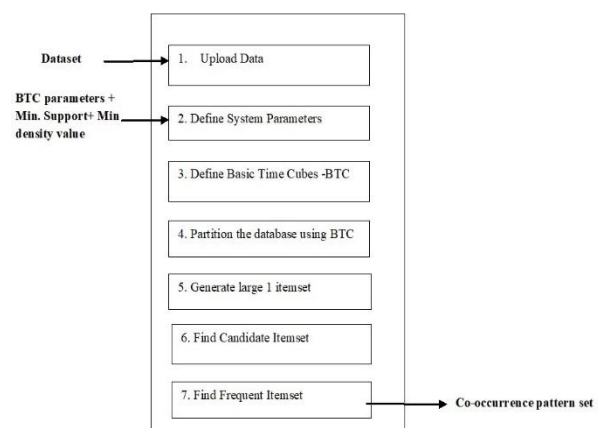 Dataset
1. Upload Data
BTC parameters +
Min. Support+ Min
density value
2. Define System Parameters
3. Define Basic Time Cubes -BTC
4. Partition the database using BTC
5. Generate large 1 itemset
6. Find Candidate Itemset
7. Find Frequent Itemset
Co-occurrence pattern set